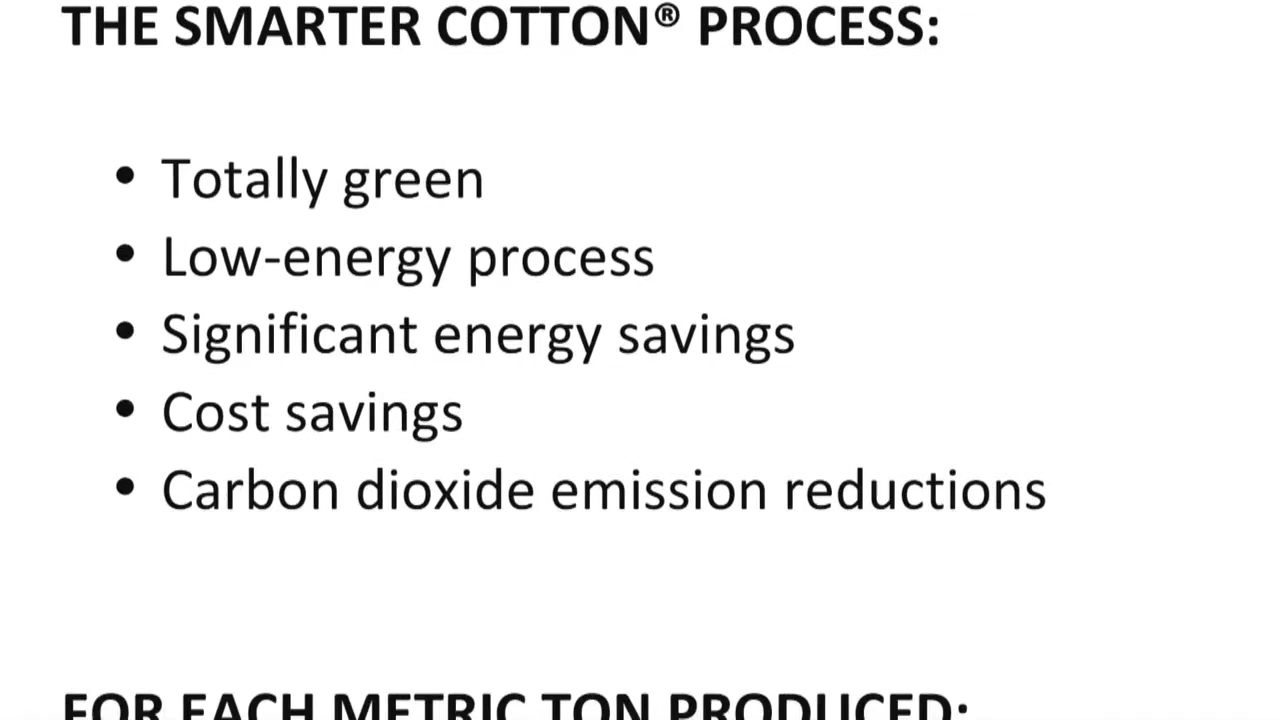 THE SMARTER COTTON® PROCESS:
• Totally green
• Low-energy process
• Significant energy savings
• Cost savings
• Carbon dioxide emission reductions
FOR EACH METRIC TON PRODUCED: